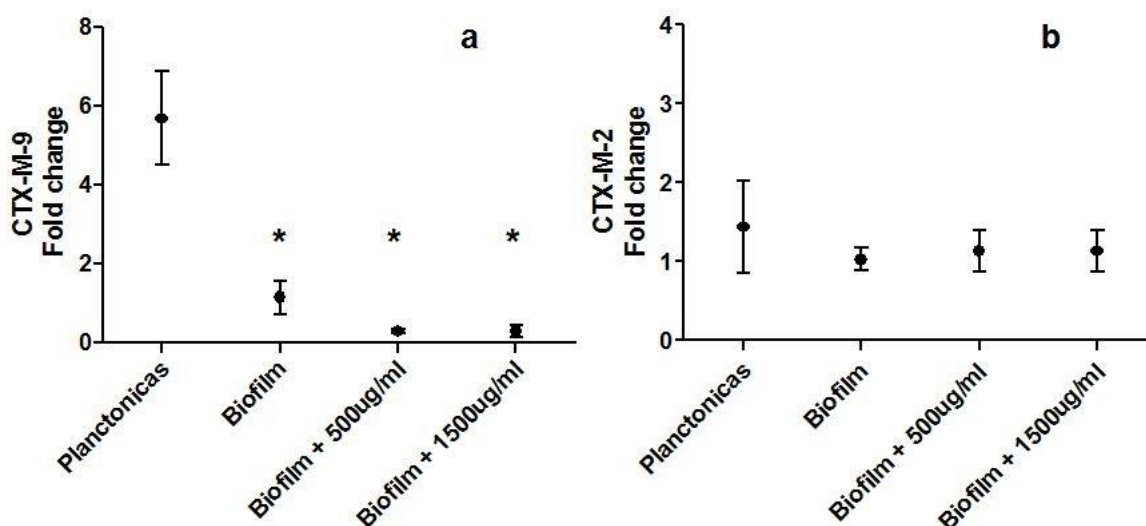 a
CTX-M-9
Fold change
8
6
4
2
0
* * *
Planctonicas
Biofilm
Biofilm + 500ug/ml
Biofilm + 1500ug/ml
b
CTX-M-2
Fold change
4
3
2
1
0
Planctonicas
Biofilm
Biofilm + 500ug/ml
Biofilm + 1500ug/ml